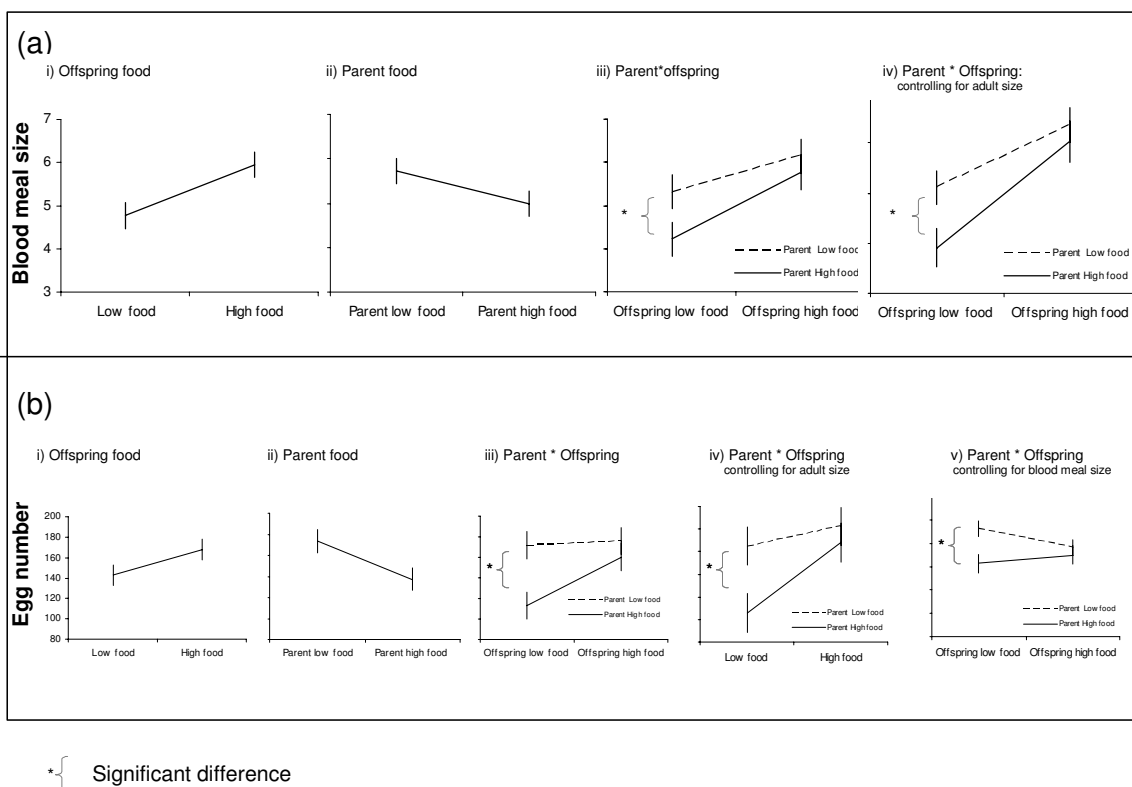 (a)
i) Offspring food
ii) Parent food
iii) Parent*offspring
iv) Parent * Offspring:
controlling for adult size
Blood meal size
7
6
5
4
3
*
*
Parent Low food
Parent High food
Parent Low food
Parent High food
Low food
High food
Parent low food
Parent high food
Offspring low food
Offspring high food
Offspring low food
Offspring high food
(b)
i) Offspring food
ii) Parent food
iii) Parent * Offspring
iv) Parent * Offspring
controlling for adult size
v) Parent * Offspring
controlling for blood meal size
Egg number
200
180
160
140
120
100
80
*
*
*
Parent Low food
Parent High food
Parent Low food
Parent High food
Parent Low food
Parent High food
Low food
High food
Parent low food
Parent high food
Offspring low food
Offspring high food
Low food
High food
Offspring low food
Offspring high food
* Significant difference